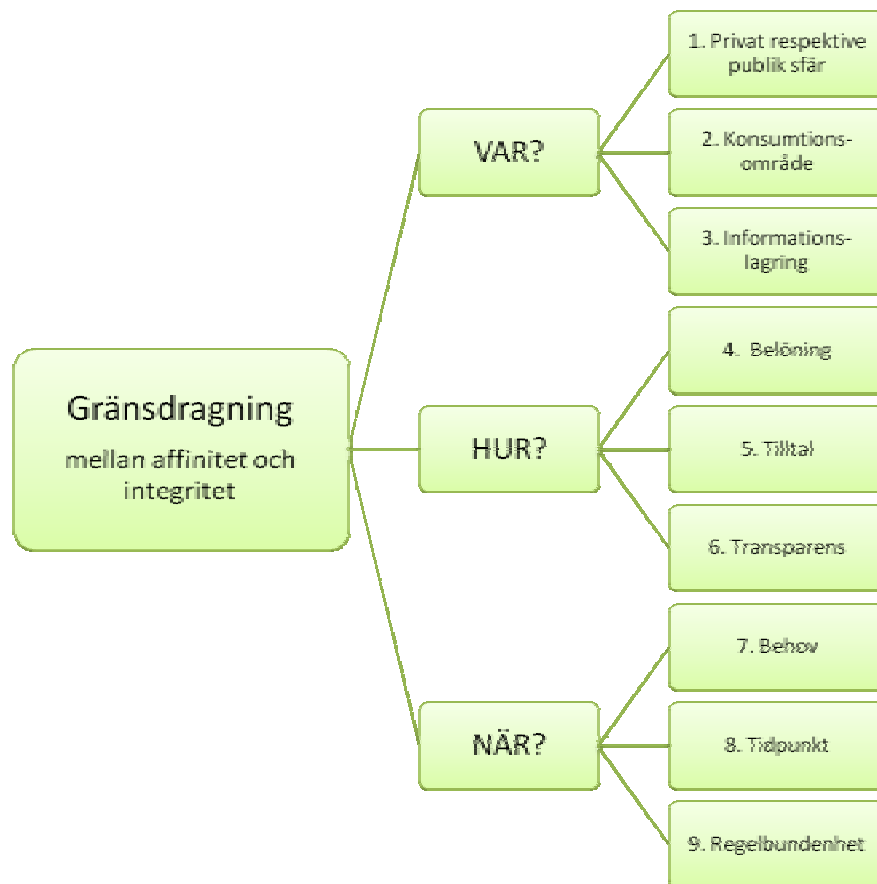 1. Privat respektive
publik sfär
VAR?
2. Konsumtions-
område
3. Informations-
lagring
Gränsdragning
mellan affinitet och
integritet
HUR?
4. Belöning
5. Tilltal
6. Transparens
NÄR?
7. Behov
8. Tidpunkt
9. Regelbundenhet